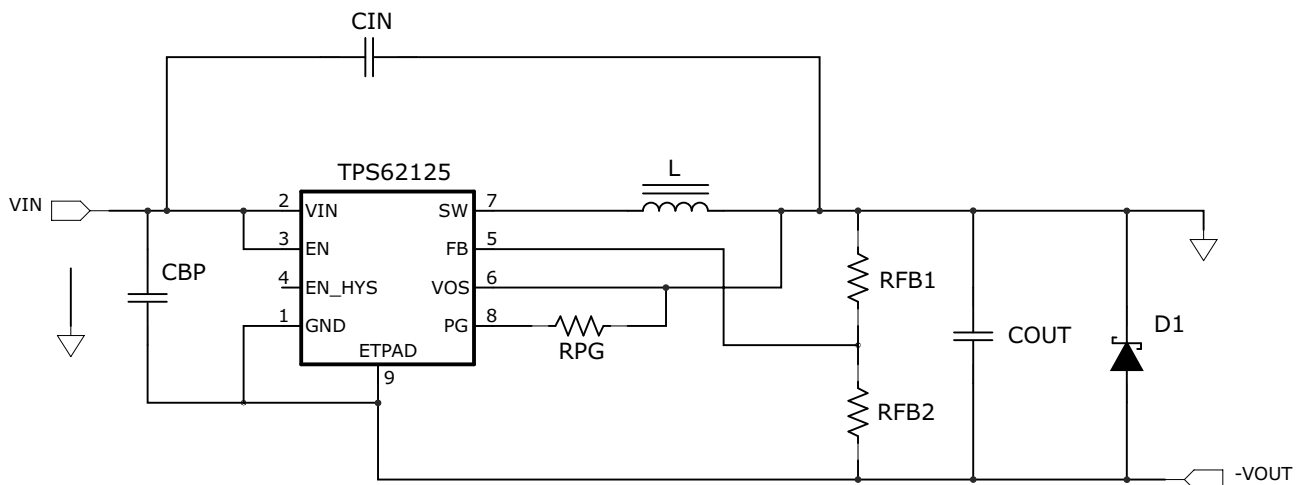 CIN
TPS62125
L
VIN
2
VIN
SW
7
3
EN
FB
5
CBP
4
EN_HYS
VOS
6
RFB1
1
GND
PG
8
ETPAD
RPG
COUT
D1
9
RFB2
-VOUT